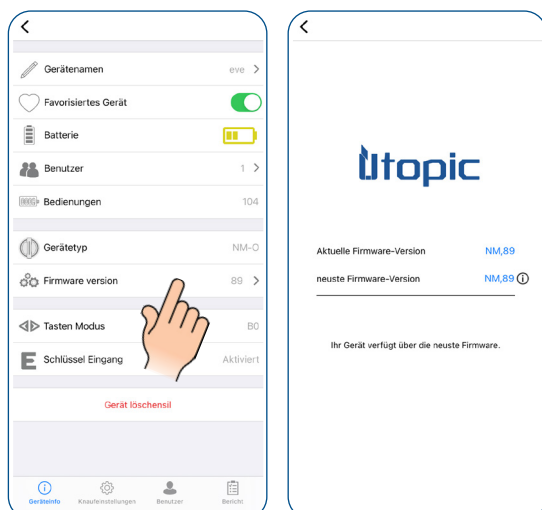 Gerätenamen eve
Favorisiertes Gerät
Batterie
Benutzer 1
Bedienungen 104
Gerätetyp NM-O
Firmware version 89
Tasten Modus B0
E Schlüssel Eingang Aktiviert
Gerät löschensil
Geräteinfo Knaufeinstellungen Benutzer Bericht
Utopic
Aktuelle Firmware-Version NM,89
neuste Firmware-Version NM,89
Ihr Gerät verfügt über die neuste Firmware.